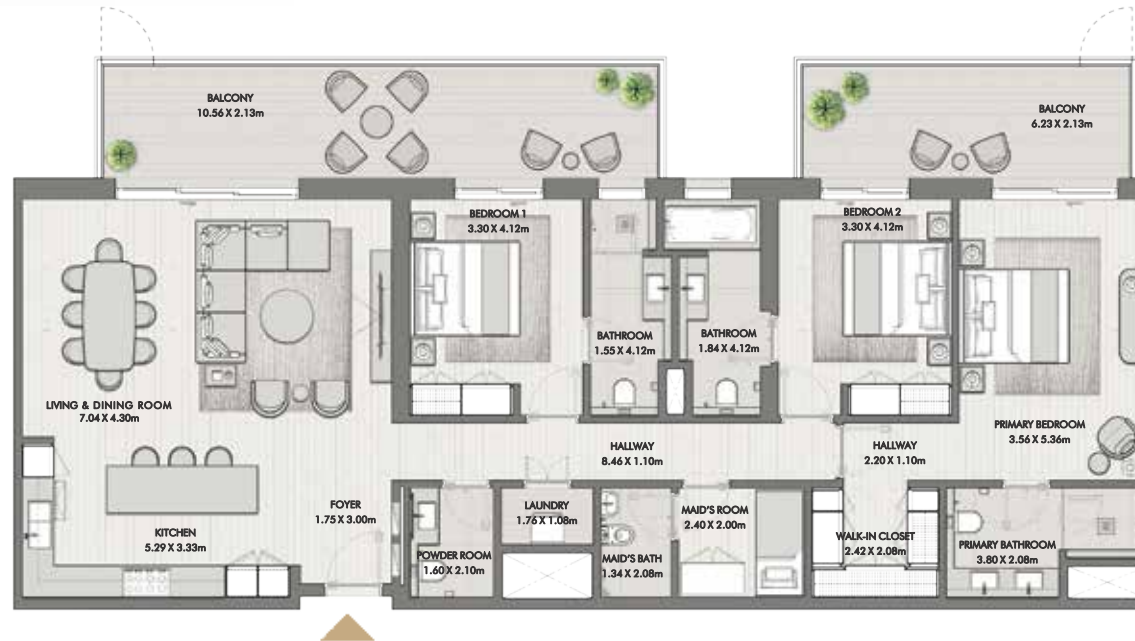 BALCONY
10.56 X 2.13m
BALCONY
6.23 X 2.13m
BEDROOM 1
3.30 X 4.12m
BEDROOM 2
3.30 X 4.12m
BATHROOM
1.55 X 4.12m
BATHROOM
1.84 X 4.12m
LIVING & DINING ROOM
7.04 X 4.30m
PRIMARY BEDROOM
3.56 X 5.36m
HALLWAY
8.46 X 1.10m
HALLWAY
2.20 X 1.10m
FOYER
1.75 X 3.00m
LAUNDRY
1.76 X 1.08m
MAID'S ROOM
2.40 X 2.00m
KITCHEN
5.29 X 3.33m
WALK-IN CLOSET
2.42 X 2.08m
PRIMARY BATHROOM
3.80 X 2.08m
POWDER ROOM
1.60 X 2.10m
MAID'S BATH
1.34 X 2.08m